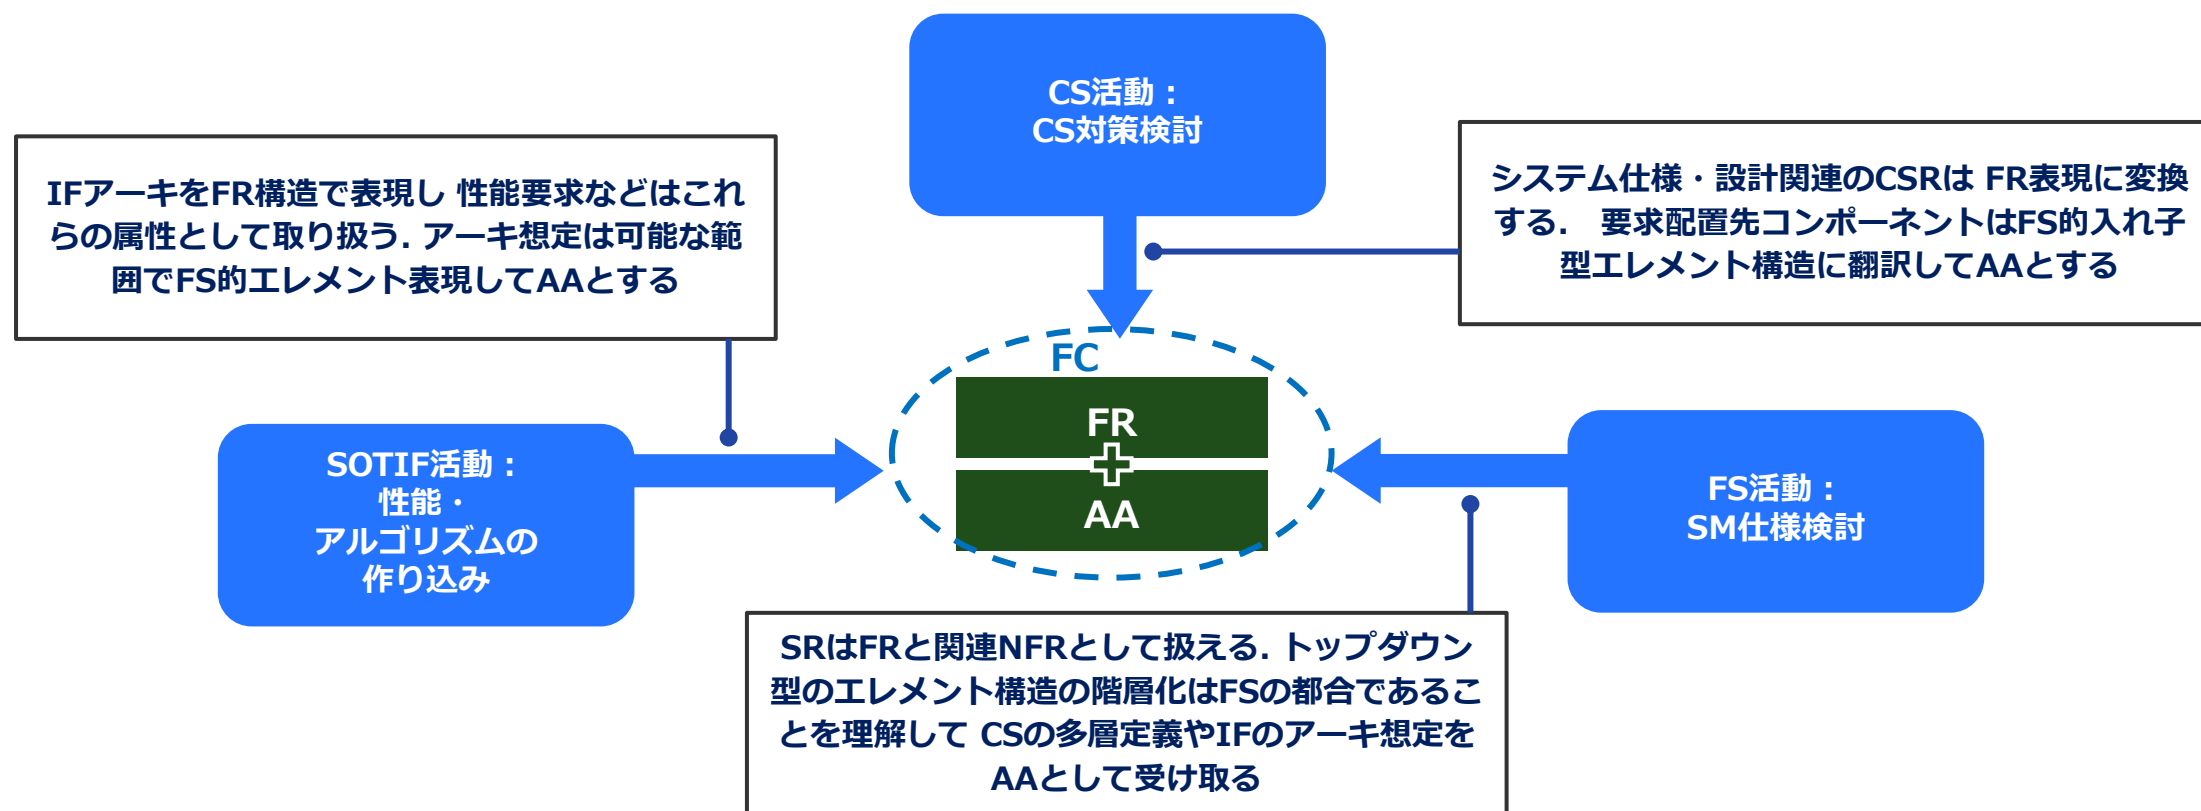 CS活動：
CS対策検討
IFアーキをFR構造で表現し 性能要求などはこれ
らの属性として取り扱う. アーキ想定は可能な範
囲でFS的エレメント表現してAAとする
システム仕様・設計関連のCSRは FR表現に変換
する.　要求配置先コンポーネントはFS的入れ子
型エレメント構造に翻訳してAAとする
FC
FR
AA
SOTIF活動：
性能・
アルゴリズムの
作り込み
FS活動：
SM仕様検討
SRはFRと関連NFRとして扱える. トップダウン
型のエレメント構造の階層化はFSの都合であるこ
とを理解して CSの多層定義やIFのアーキ想定を
AAとして受け取る